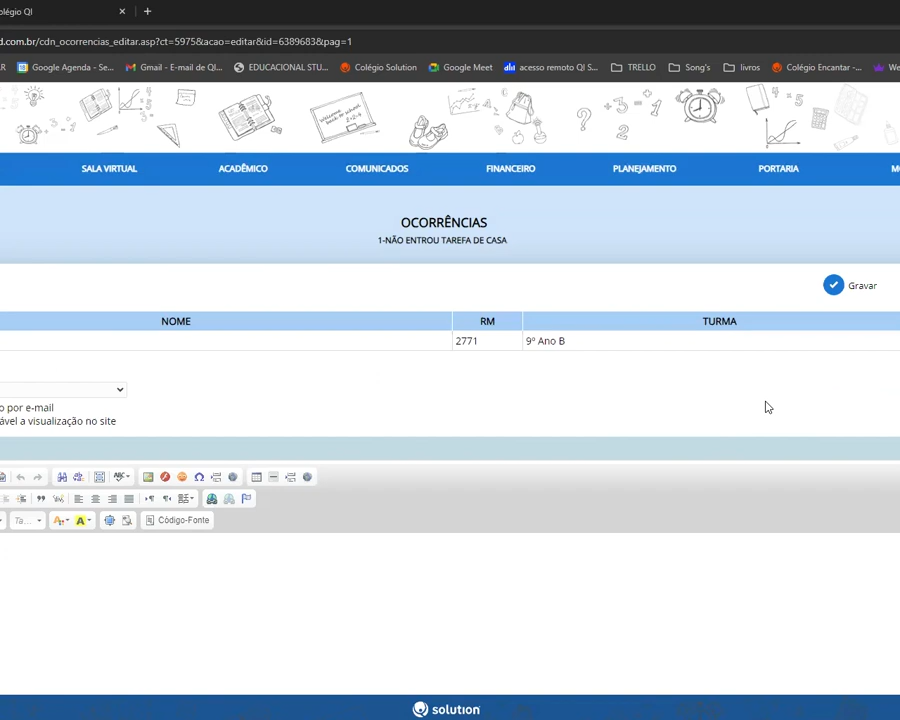 olégio QI
d.com.br/cdn_ocorrencias_editar.asp?ct=5975&acao=editar&id=6389683&pag=1
R Google Agenda - Se... Gmail - E-mail de QI... EDUCACIONAL STU... Colégio Solution Google Meet acesso remoto QI S... TRELLO Song's livros Colégio Encantar -... We
SALA VIRTUAL ACADÊMICO COMUNICADOS FINANCEIRO PLANEJAMENTO PORTARIA MO
OCORRÊNCIAS
1-NÃO ENTROU TAREFA DE CASA
Gravar
NOME RM TURMA
2771 9º Ano B
o por e-mail
ável a visualização no site
Ta...
Código-Fonte
solution